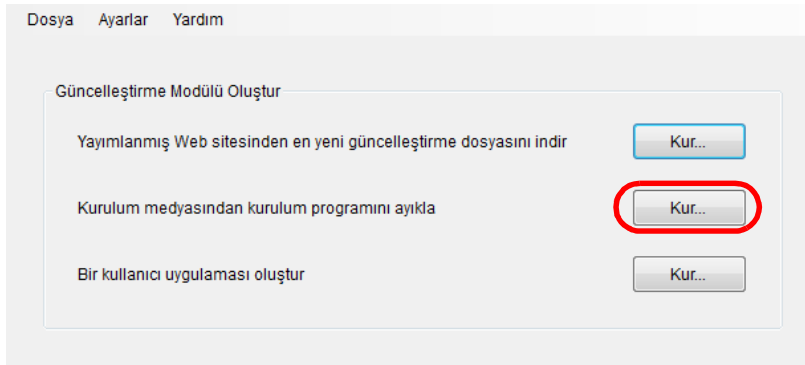 Dosya Ayarlar Yardım
Güncelleştirme Modülü Oluştur
Yayımlanmış Web sitesinden en yeni güncelleştirme dosyasını indir Kur...
Kurulum medyasından kurulum programını ayıkla Kur...
Bir kullanıcı uygulaması oluştur Kur...